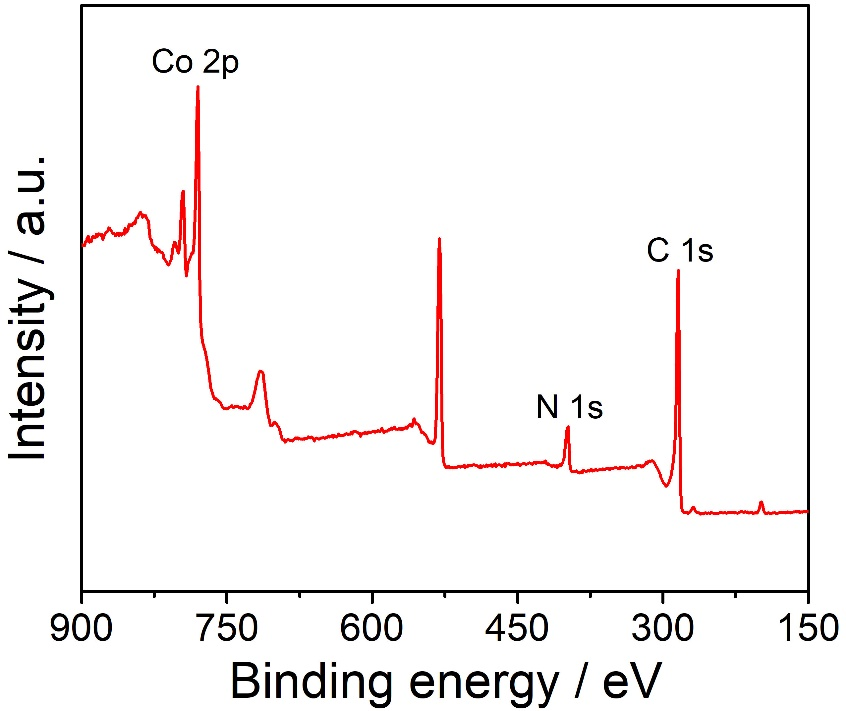 Co 2p
C 1s
N 1s
Intensity / a.u.
900 750 600 450 300 150
Binding energy / eV